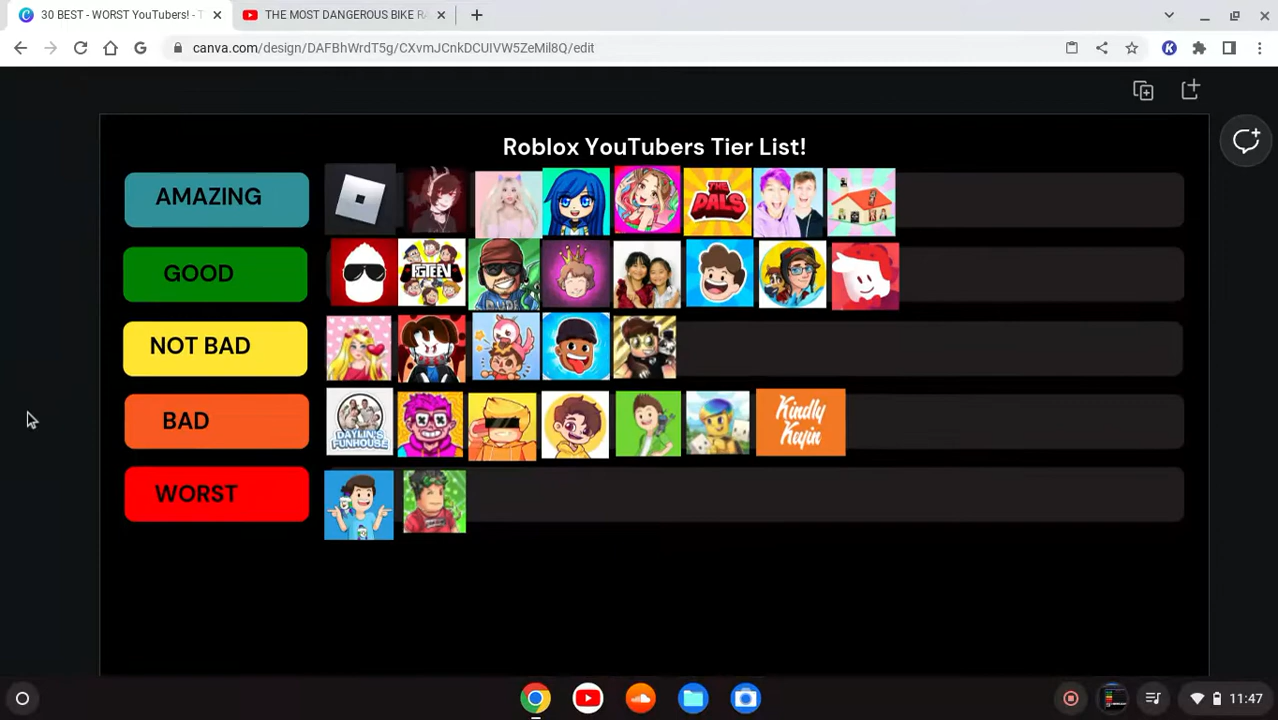 30 BEST - WORST YouTubers! - T
THE MOST DANGEROUS BIKE RA
canva.com/design/DAFBhWrdT5g/CXvmJCnkDCUIVW5ZeMil8Q/edit
Roblox YouTubers Tier List!
AMAZING
THE PALS
GOOD
FGTEEV
NOT BAD
BAD
DAYLIN'S
FUNHOUSE
Kindly
Keyin
WORST
11:47